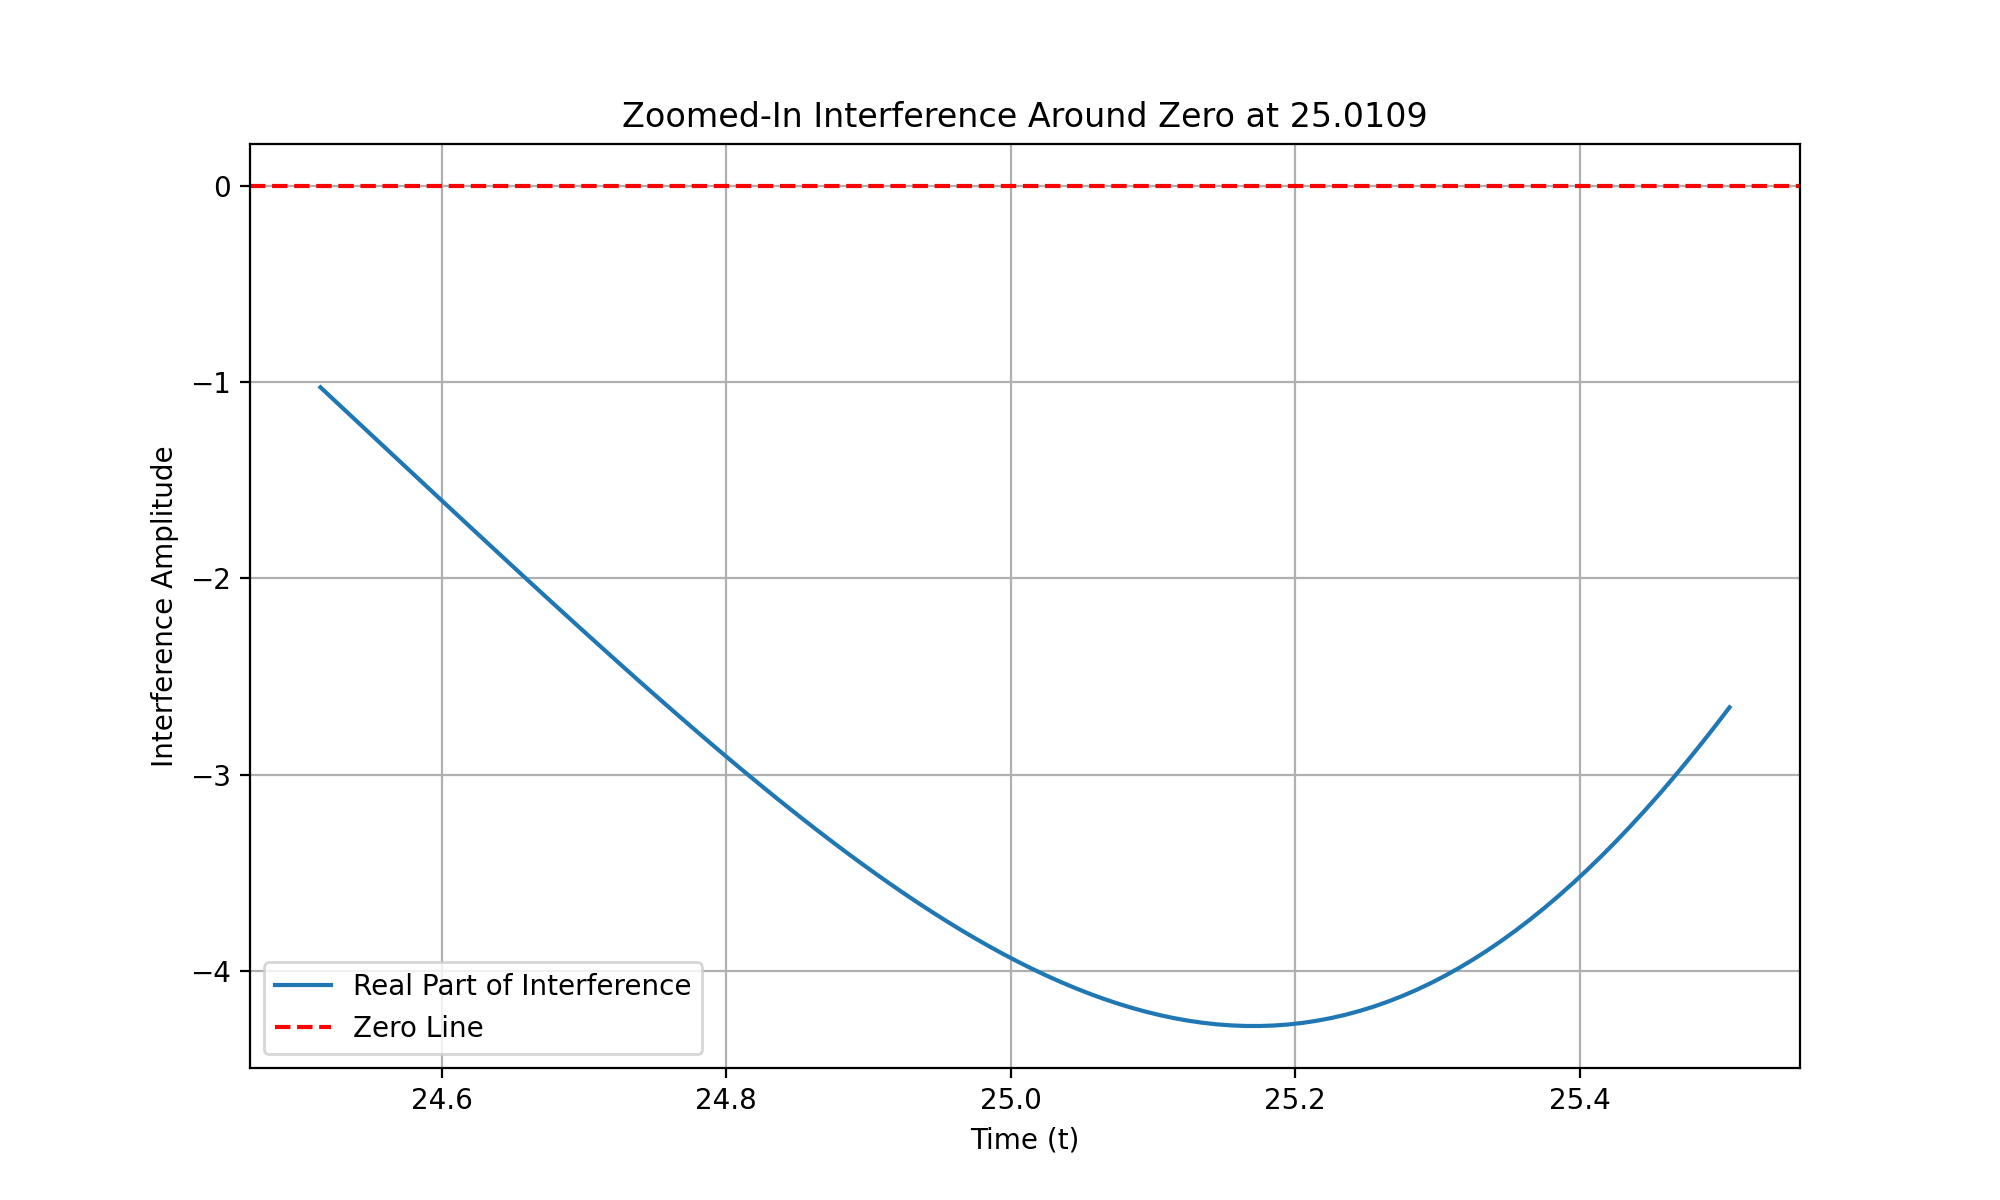 Zoomed-In Interference Around Zero at 25.0109
0
−1
−2
−3
−4
Interference Amplitude
Real Part of Interference
Zero Line
24.6 24.8 25.0 25.2 25.4
Time (t)